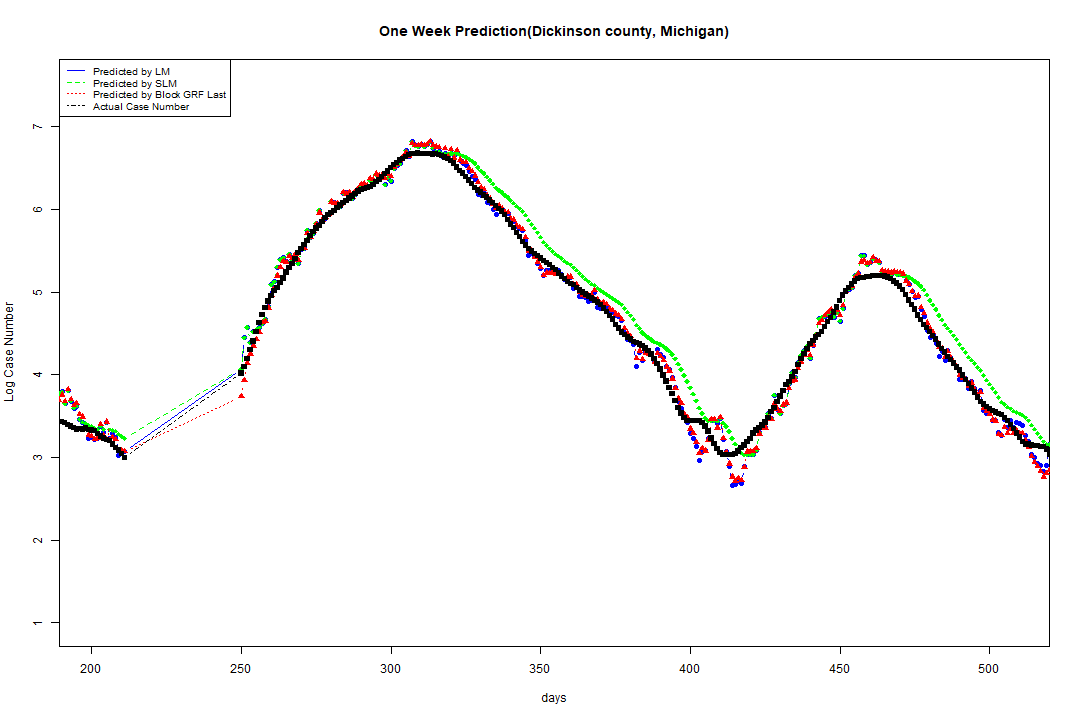 One Week Prediction(Dickinson county, Michigan)
Predicted by LM
Predicted by SLM
Predicted by Block GRF Last
Actual Case Number
Log Case Number
7
6
5
4
3
2
1
200 250 300 350 400 450 500
days